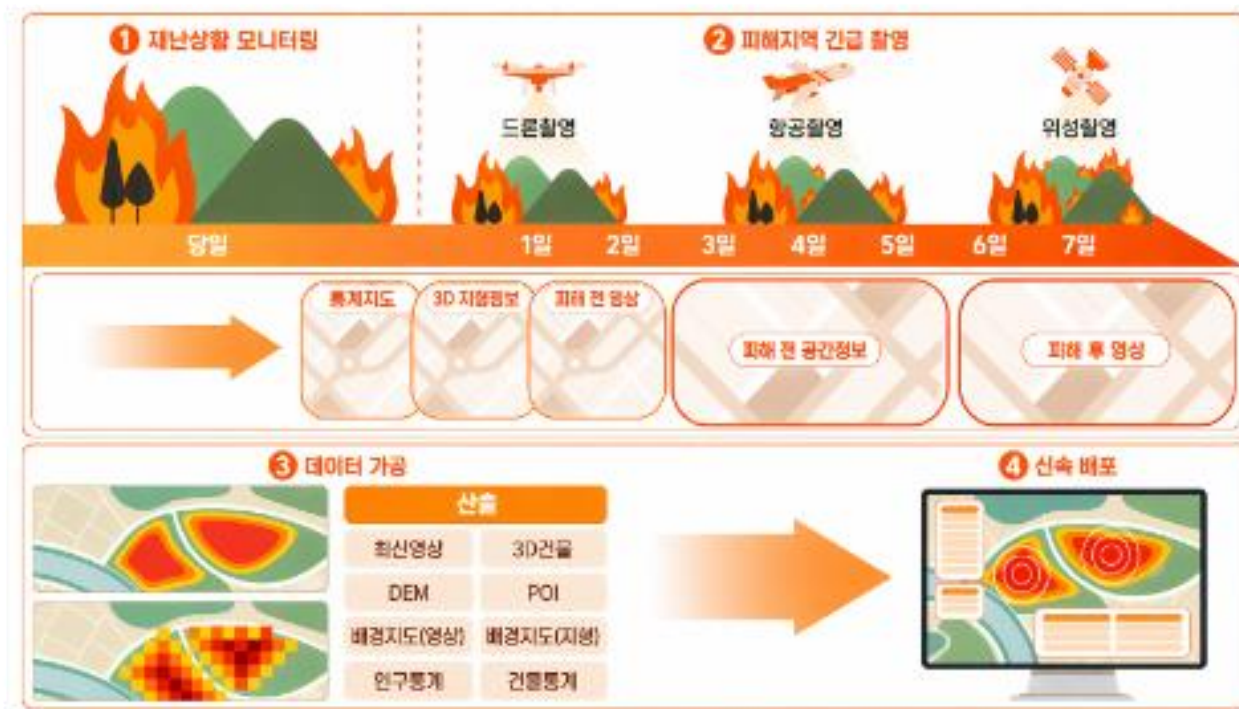 1 재난상황 모니터링
2 피해지역 긴급 촬영
드론촬영
항공촬영
위성촬영
당일 1일 2일 3일 4일 5일 6일 7일
통계지도
3D 지형정보
피해 전 영상
피해 전 공간정보
피해 후 영상
3 데이터 가공
4 신속 배포
산출
최신영상 3D건물
DEM POI
배경지도(영상) 배경지도(지형)
인구통계 건물통계